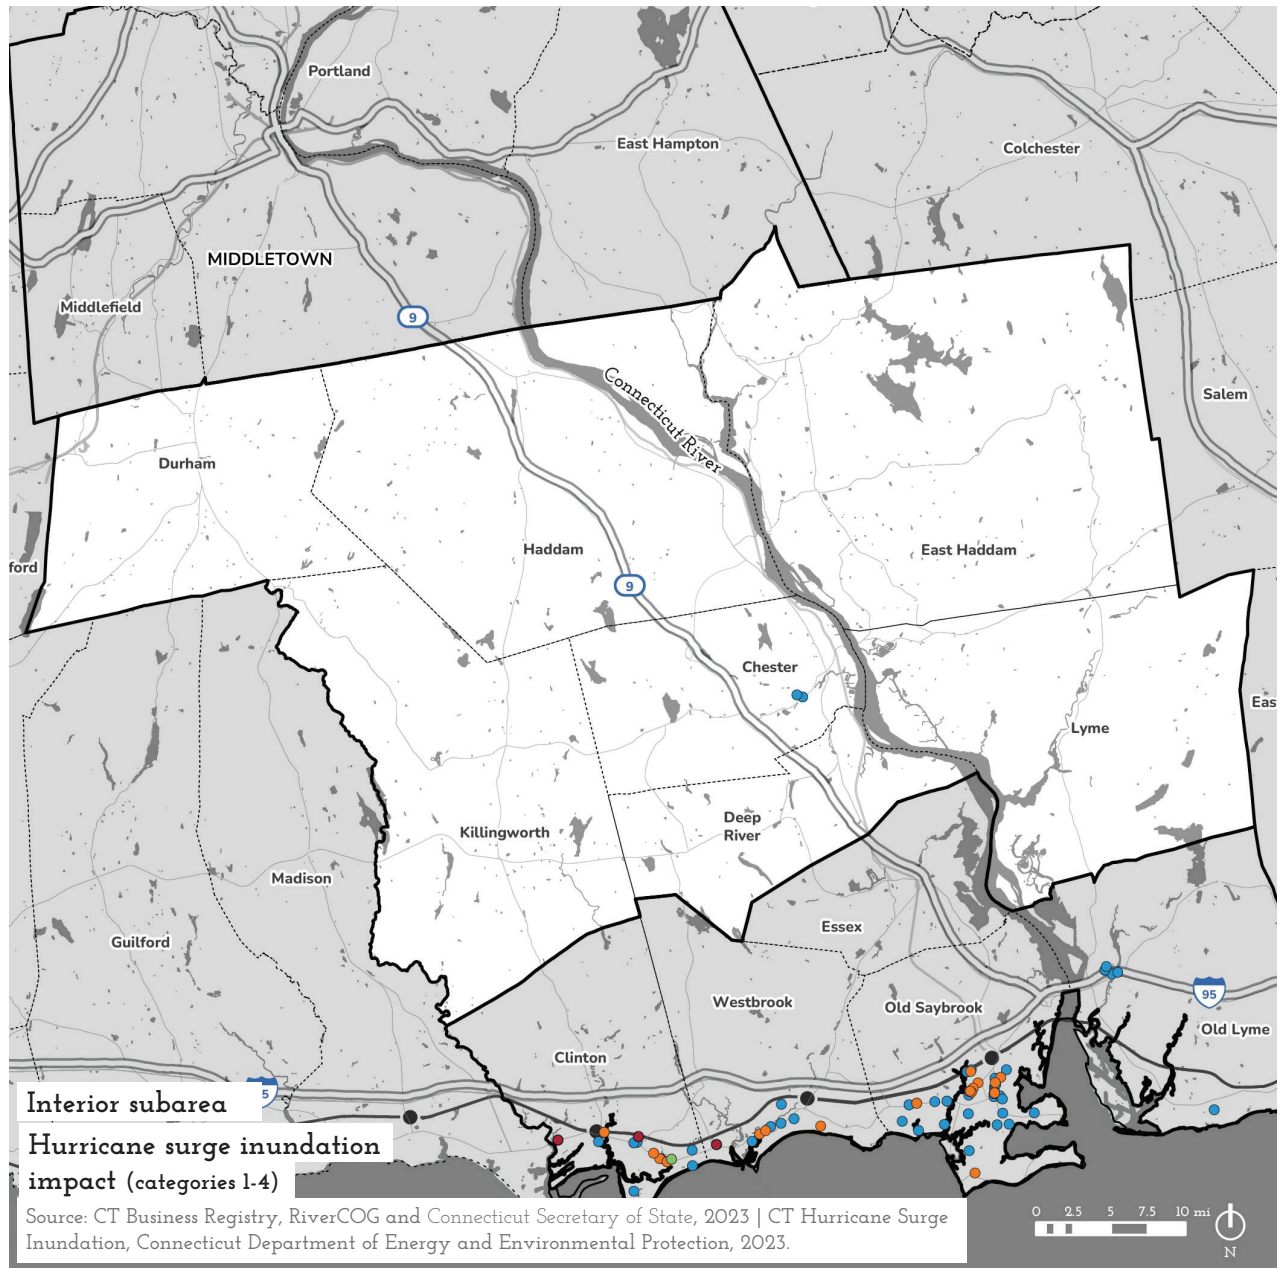 Portland
East Hampton
Colchester
MIDDLETOWN
Middlefield
9
Connecticut River
Salem
Durham
ford
Haddam
East Haddam
9
Chester
Eas
Lyme
Deep
River
Killingworth
Madison
Guilford
Essex
Westbrook
Old Saybrook
95
Old Lyme
Clinton
5
Interior subarea
Hurricane surge inundation
impact (categories 1-4)
Source: CT Business Registry, RiverCOG and Connecticut Secretary of State, 2023 | CT Hurricane Surge
Inundation, Connecticut Department of Energy and Environmental Protection, 2023.
0 2.5 5 7.5 10 mi
N